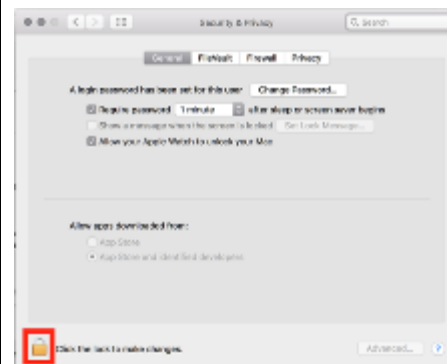 Security & Privacy
Search
General FileVault Firewall Privacy
A login password has been set for this user Change Password...
Require password 1 minute after sleep or screen saver begins
Show a message when the screen is locked Set Lock Message...
Allow your Apple Watch to unlock your Mac
Allow apps downloaded from:
App Store
App Store and identified developers
Click the lock to make changes.
Advanced...
?